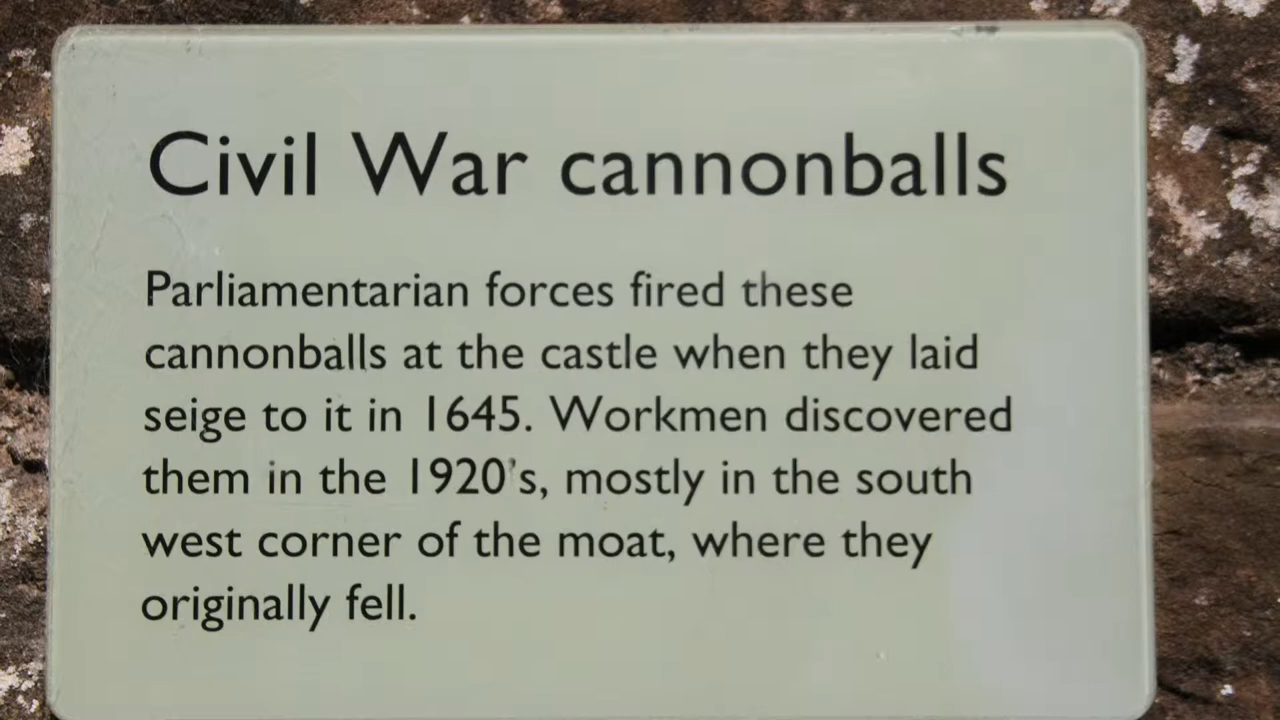 Civil War cannonballs
Parliamentarian forces fired these
cannonballs at the castle when they laid
seige to it in 1645. Workmen discovered
them in the 1920's, mostly in the south
west corner of the moat, where they
originally fell.